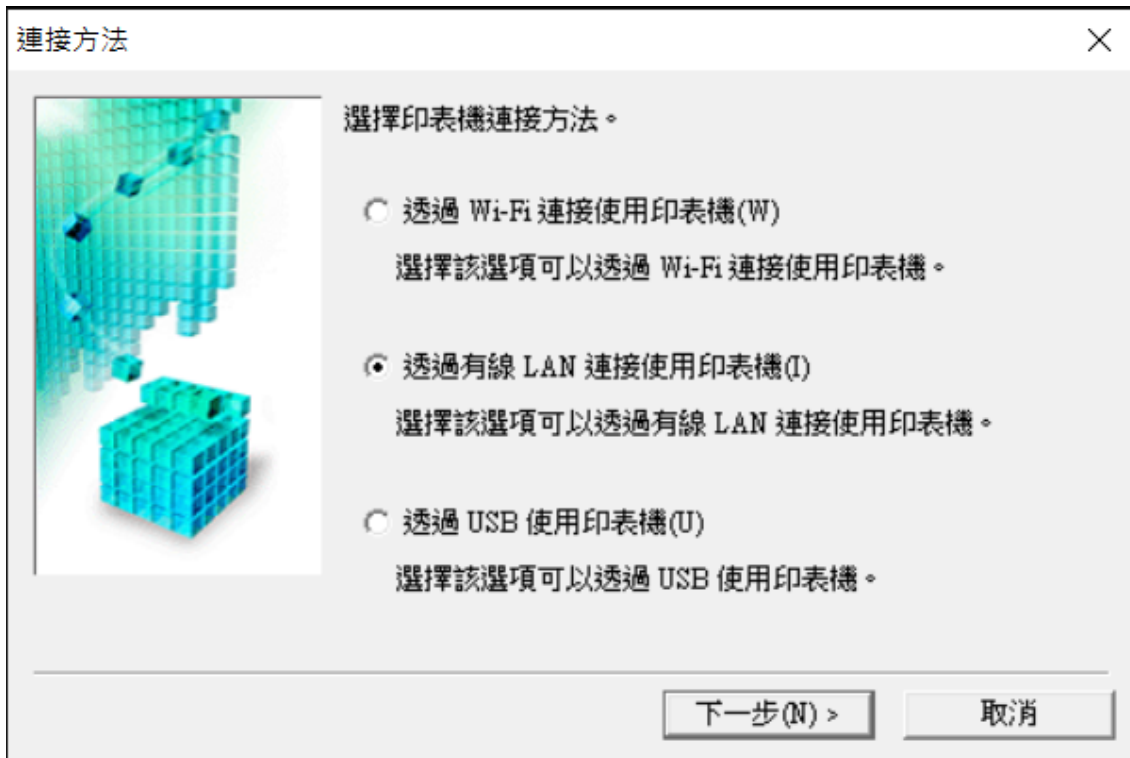 連接方法
選擇印表機連接方法。
透過 Wi-Fi 連接使用印表機(W)
選擇該選項可以透過 Wi-Fi 連接使用印表機。
透過有線 LAN 連接使用印表機(I)
選擇該選項可以透過有線 LAN 連接使用印表機。
透過 USB 使用印表機(U)
選擇該選項可以透過 USB 使用印表機。
下一步(N) > 取消